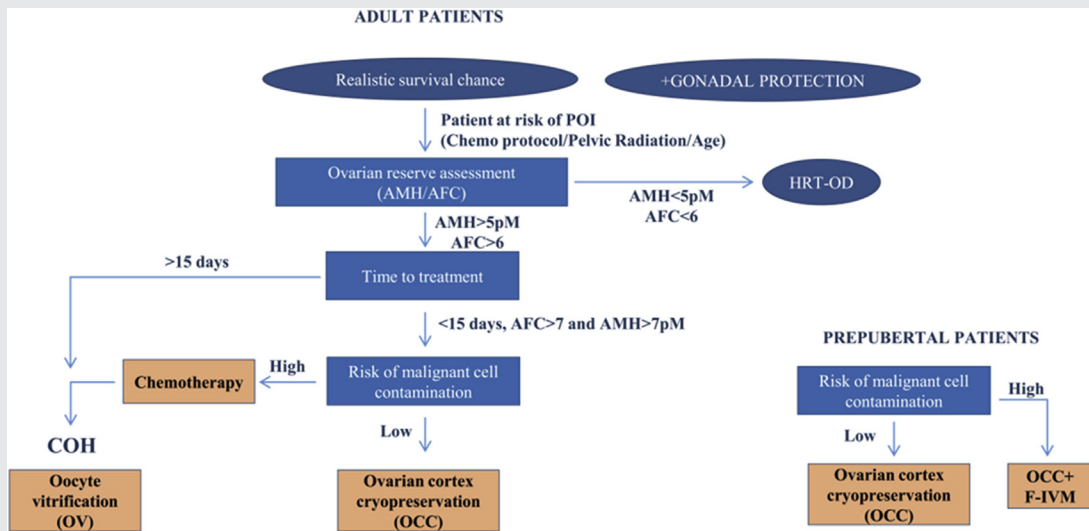 ADULT PATIENTS
Realistic survival chance
+GONADAL PROTECTION
Patient at risk of POI
(Chemo protocol/Pelvic Radiation/Age)
Ovarian reserve assessment
(AMH/AFC)
HRT-OD
AMH<5pM
AFC<6
AMH>5pM
AFC>6
>15 days
Time to treatment
<15 days, AFC>7 and AMH>7pM
Chemotherapy
High
Risk of malignant cell
contamination
Low
COH
Oocyte
vitrification
(OV)
Ovarian cortex
cryopreservation
(OCC)
PREPUBERTAL PATIENTS
Risk of malignant cell
contamination
High
Low
Ovarian cortex
cryopreservation
(OCC)
OCC+
F-IVM